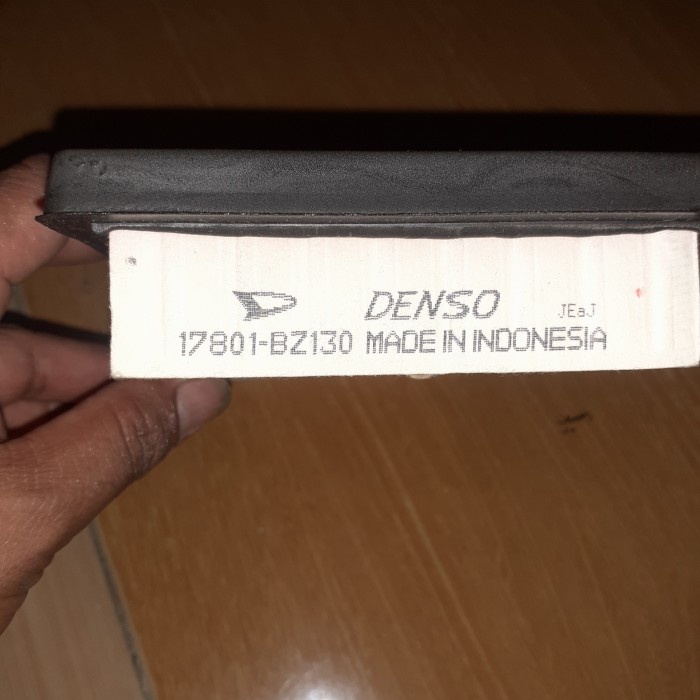 DENSO JEaJ
17801-BZ130 MADE IN INDONESIA